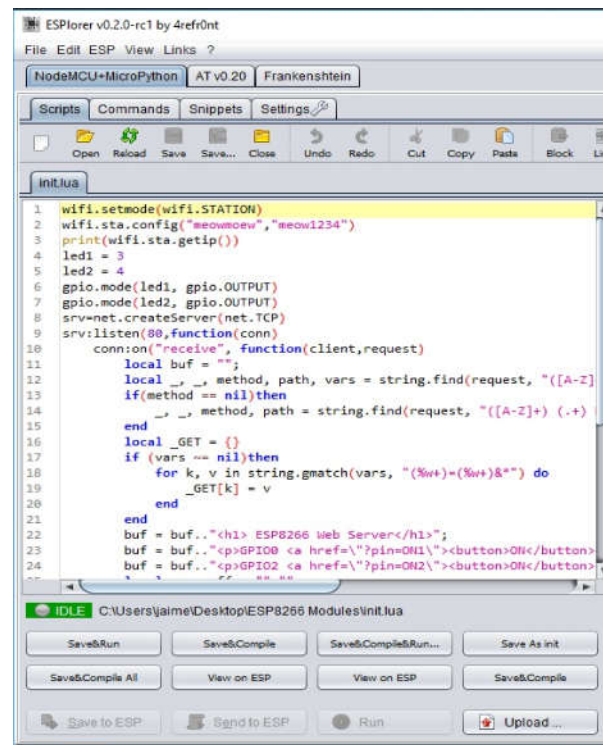 ESPlorer v0.2.0-rc1 by 4refr0nt
File Edit ESP View Links ?
NodeMCU+MicroPython AT v0.20 Frankenshtein
Scripts Commands Snippets Settings
Open Reload Save Save... Close Undo Redo Cut Copy Paste Block
init.lua
1 wifi.setmode(wifi.STATION)
2 wifi.sta.config("meowmoew","meow1234")
3 print(wifi.sta.getip())
4 led1 = 3
5 led2 = 4
6 gpio.mode(led1, gpio.OUTPUT)
7 gpio.mode(led2, gpio.OUTPUT)
8 srv=net.createServer(net.TCP)
9 srv:listen(80,function(conn)
10 conn:on("receive", function(client,request)
11 local buf = "";
12 local _, _, method, path, vars = string.find(request, "([A-Z]
13 if(method == nil)then
14 _, _, method, path = string.find(request, "([A-Z]+) (.+)
15 end
16 local _GET = {}
17 if (vars ~= nil)then
18 for k, v in string.gmatch(vars, "(%w+)=(%w+)&*") do
19 _GET[k] = v
20 end
21 end
22 buf = buf.."<h1> ESP8266 Web Server</h1>";
23 buf = buf.."<p>GPIO0 <a href=\"?pin=ON1\"><button>ON</button>
24 buf = buf.."<p>GPIO2 <a href=\"?pin=ON2\"><button>ON</button>
IDLE C:\Users\jaime\Desktop\ESP8266 Modules\init.lua
Save&Run Save&Compile Save&Compile&Run... Save As init
Save&Compile All View on ESP View on ESP Save&Compile
Save to ESP Send to ESP Run Upload ...